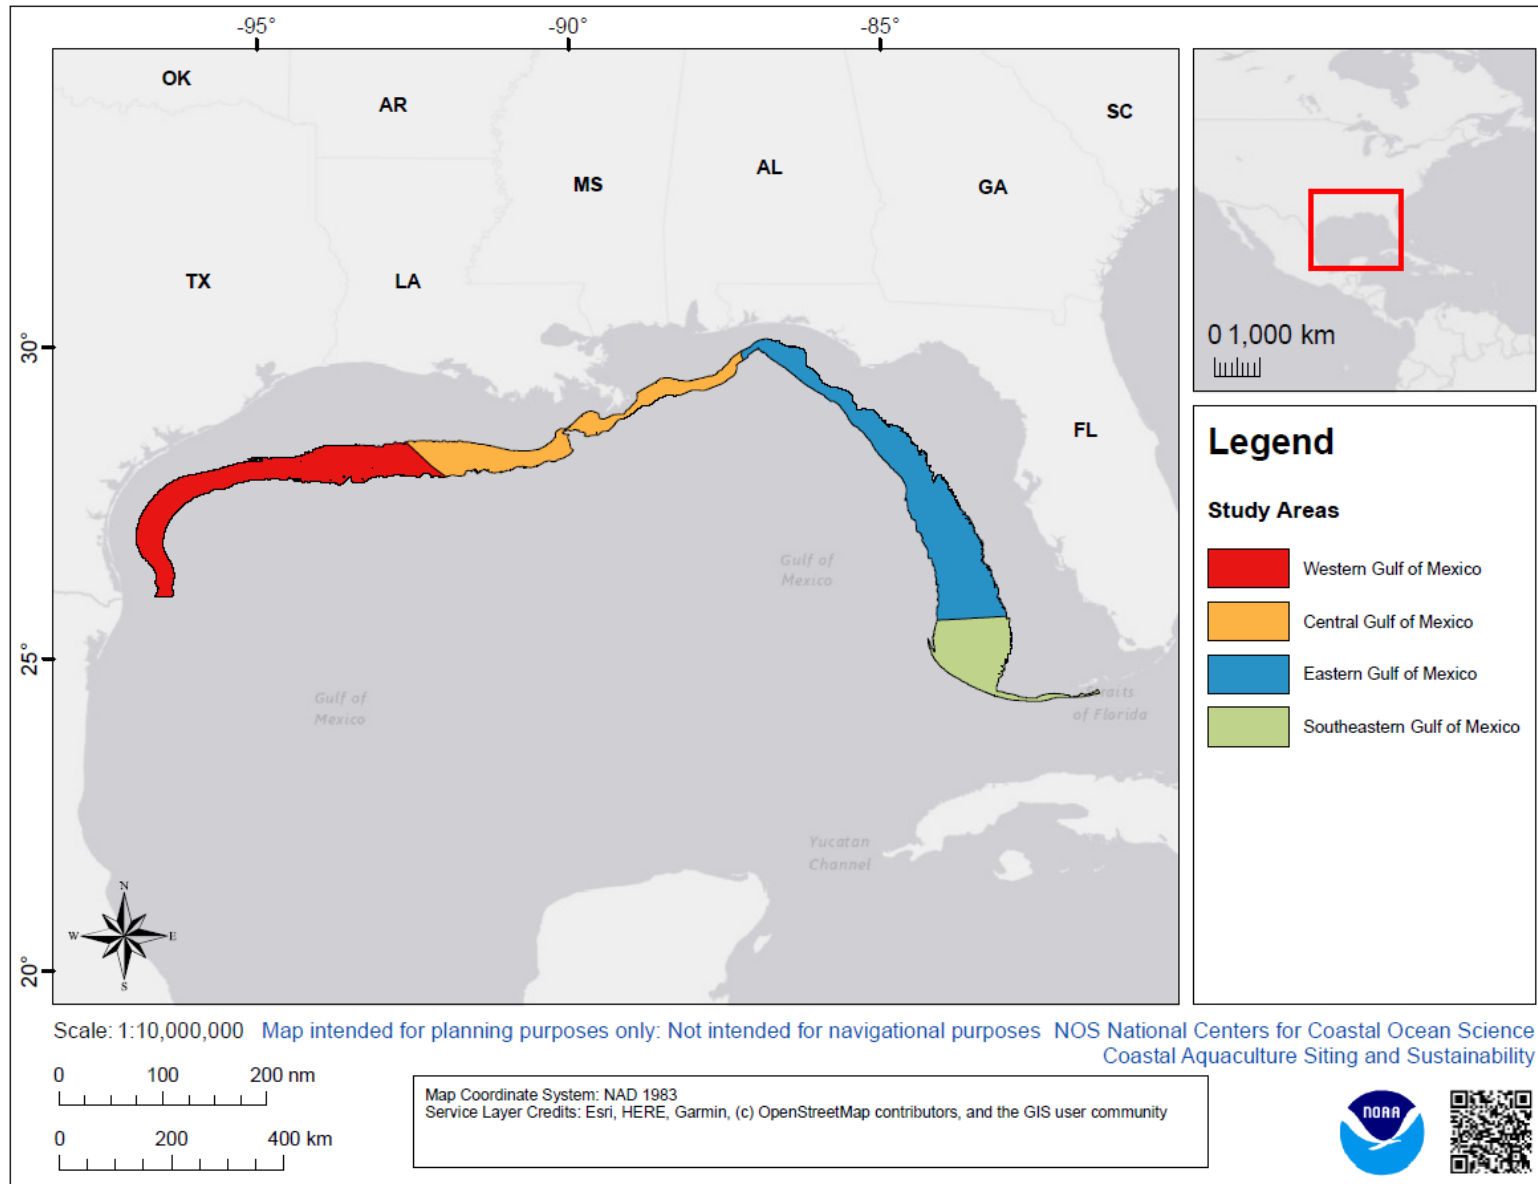 -95° -90° -85°
OK
AR
SC
MS
AL
GA
TX
LA
30°
FL
Gulf of
Mexico
25°
Gulf of
Mexico
of Florida
Yucatan
Channel
N
W E
S
20°
0 1,000 km
Legend
Study Areas
Western Gulf of Mexico
Central Gulf of Mexico
Eastern Gulf of Mexico
Southeastern Gulf of Mexico
Scale: 1:10,000,000 Map intended for planning purposes only: Not intended for navigational purposes NOS National Centers for Coastal Ocean Science
Coastal Aquaculture Siting and Sustainability
0 100 200 nm
0 200 400 km
Map Coordinate System: NAD 1983
Service Layer Credits: Esri, HERE, Garmin, (c) OpenStreetMap contributors, and the GIS user community
NOAA